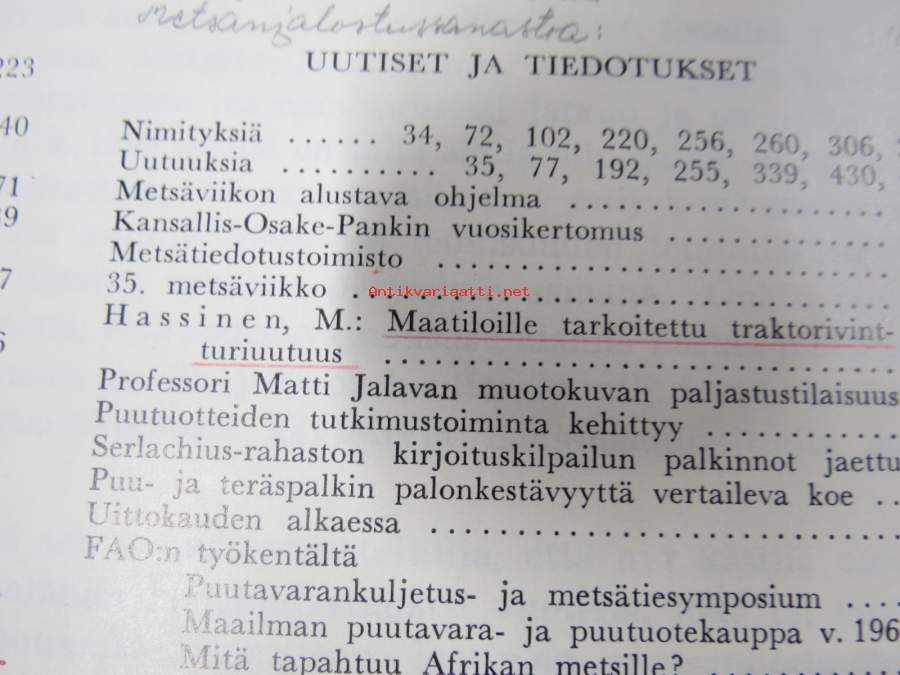 Metsänjalostussanastoa:
UUTISET JA TIEDOTUKSET
223
40
71
39
7
6
Nimityksiä ...... 34, 72, 102, 220, 256, 260, 306,
Uutuuksia .......... 35, 77, 192, 255, 339, 430,
Metsäviikon alustava ohjelma ....................
Kansallis-Osake-Pankin vuosikertomus ..............
Metsätiedotustoimisto .............................
35. metsäviikko ..................................
Antikvariaatti.net
Hassinen, M.: Maatiloille tarkoitettu traktorivint-
turiuutuus ..................................
Professori Matti Jalavan muotokuvan paljastustilaisuus
Puutuotteiden tutkimustoiminta kehittyy ............
Serlachius-rahaston kirjoituskilpailun palkinnot jaettu
Puu- ja teräspalkin palonkestävyyttä vertaileva koe ..
Uittokauden alkaessa ..............................
FAO:n työkentältä
Puutavarankuljetus- ja metsätiesymposium ....
Maailman puutavara- ja puutuotekauppa v. 196
Mitä tapahtuu Afrikan metsille? ............